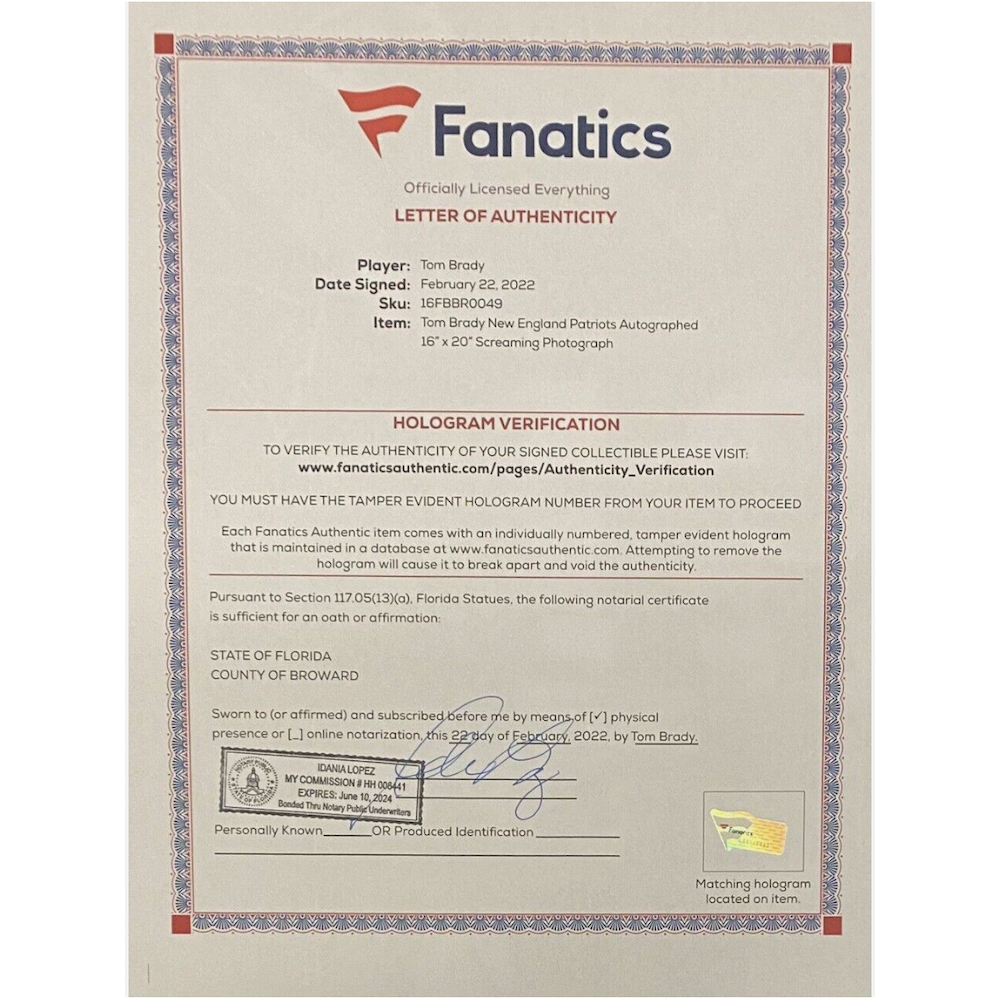 Fanatics
Officially Licensed Everything
LETTER OF AUTHENTICITY
Player: Tom Brady
Date Signed: February 22, 2022
Sku: 16FBBR0049
Item: Tom Brady New England Patriots Autographed
16" x 20" Screaming Photograph
HOLOGRAM VERIFICATION
TO VERIFY THE AUTHENTICITY OF YOUR SIGNED COLLECTIBLE PLEASE VISIT:
www.fanaticsauthentic.com/pages/Authenticity_Verification
YOU MUST HAVE THE TAMPER EVIDENT HOLOGRAM NUMBER FROM YOUR ITEM TO PROCEED
Each Fanatics Authentic item comes with an individually numbered, tamper evident hologram
that is maintained in a database at www.fanaticsauthentic.com. Attempting to remove the
hologram will cause it to break apart and void the authenticity.
Pursuant to Section 117.05(13)(a), Florida Statues, the following notarial certificate
is sufficient for an oath or affirmation:
STATE OF FLORIDA
COUNTY OF BROWARD
Sworn to (or affirmed) and subscribed before me by means of [✓] physical
presence or [_] online notarization, this 22 day of February, 2022, by Tom Brady.
NOTARY PUBLIC
STATE OF FLORIDA
IDANIA LOPEZ
MY COMMISSION # HH 008441
EXPIRES: June 10, 2024
Bonded Thru Notary Public Underwriters
Personally Known______OR Produced Identification __________
Fanatics
Matching hologram
located on item.